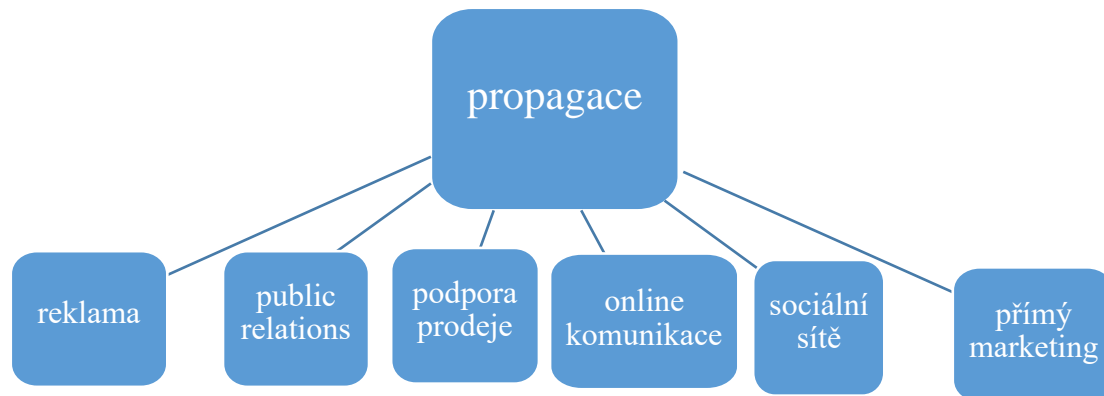 propagace
reklama
public
relations
podpora
prodeje
online
komunikace
sociální
sítě
přímý
marketing